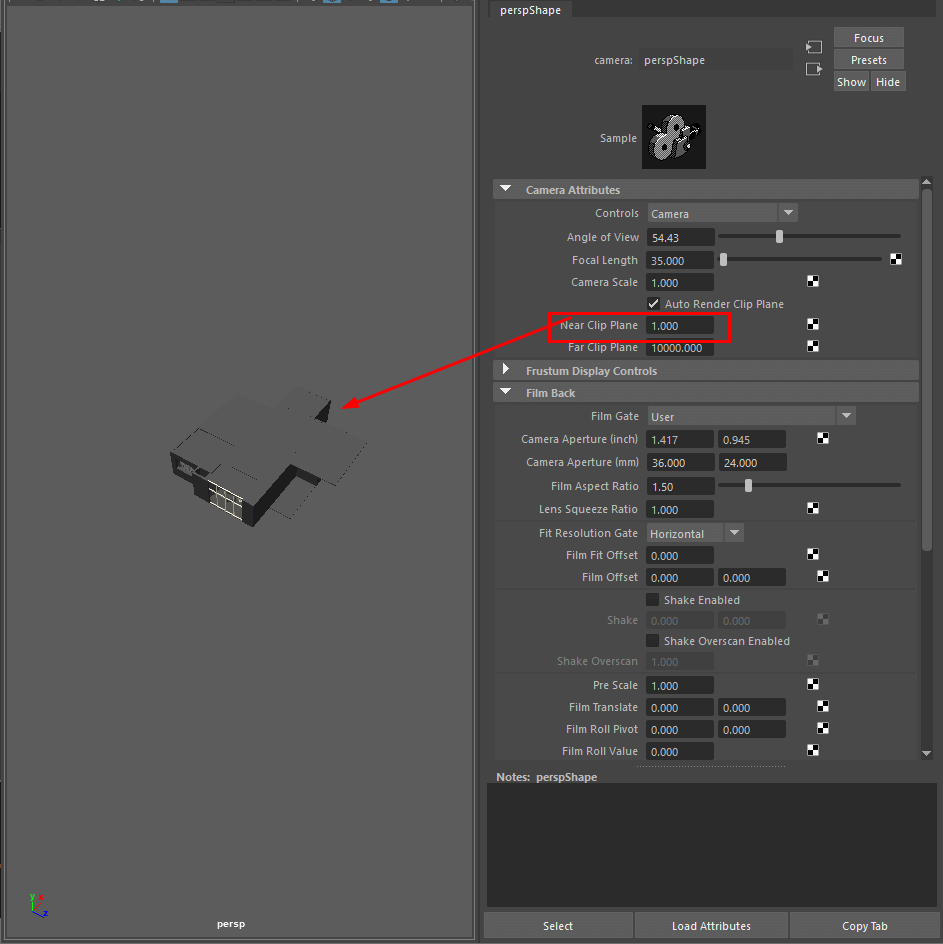 perspShape
Focus
camera: perspShape
Presets
Show Hide
Sample
Camera Attributes
Controls Camera
Angle of View 54.43
Focal Length 35.000
Camera Scale 1.000
Auto Render Clip Plane
Near Clip Plane 1.000
Far Clip Plane 10000.000
Frustum Display Controls
Film Back
Film Gate User
Camera Aperture (inch) 1.417 0.945
Camera Aperture (mm) 36.000 24.000
Film Aspect Ratio 1.50
Lens Squeeze Ratio 1.000
Fit Resolution Gate Horizontal
Film Fit Offset 0.000
Film Offset 0.000 0.000
Shake Enabled
Shake 0.000 0.000
Shake Overscan Enabled
Shake Overscan 1.000
Pre Scale 1.000
Film Translate 0.000 0.000
Film Roll Pivot 0.000 0.000
Film Roll Value 0.000
Notes: perspShape
y x
z
persp
Select Load Attributes Copy Tab